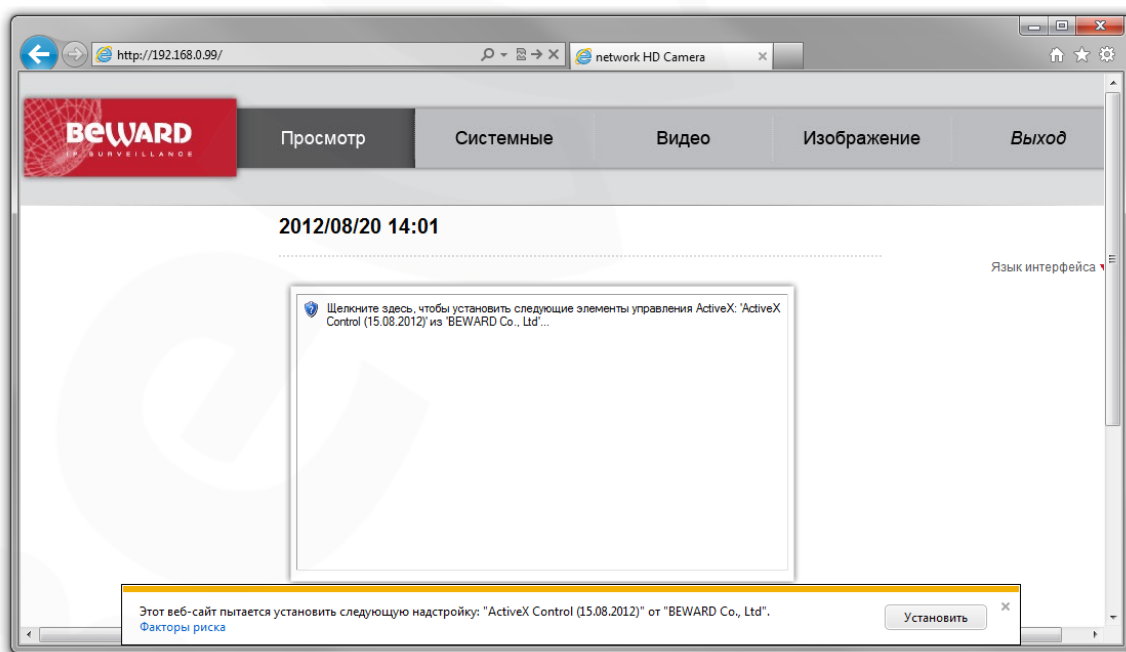 http://192.168.0.99/
network HD Camera
BEWARD
IP SURVEILLANCE
Просмотр
Системные
Видео
Изображение
Выход
2012/08/20 14:01
Язык интерфейса
Щелкните здесь, чтобы установить следующие элементы управления ActiveX: 'ActiveX
Control (15.08.2012)' из 'BEWARD Co., Ltd'...
Этот веб-сайт пытается установить следующую надстройку: "ActiveX Control (15.08.2012)" от "BEWARD Co., Ltd".
Факторы риска
Установить